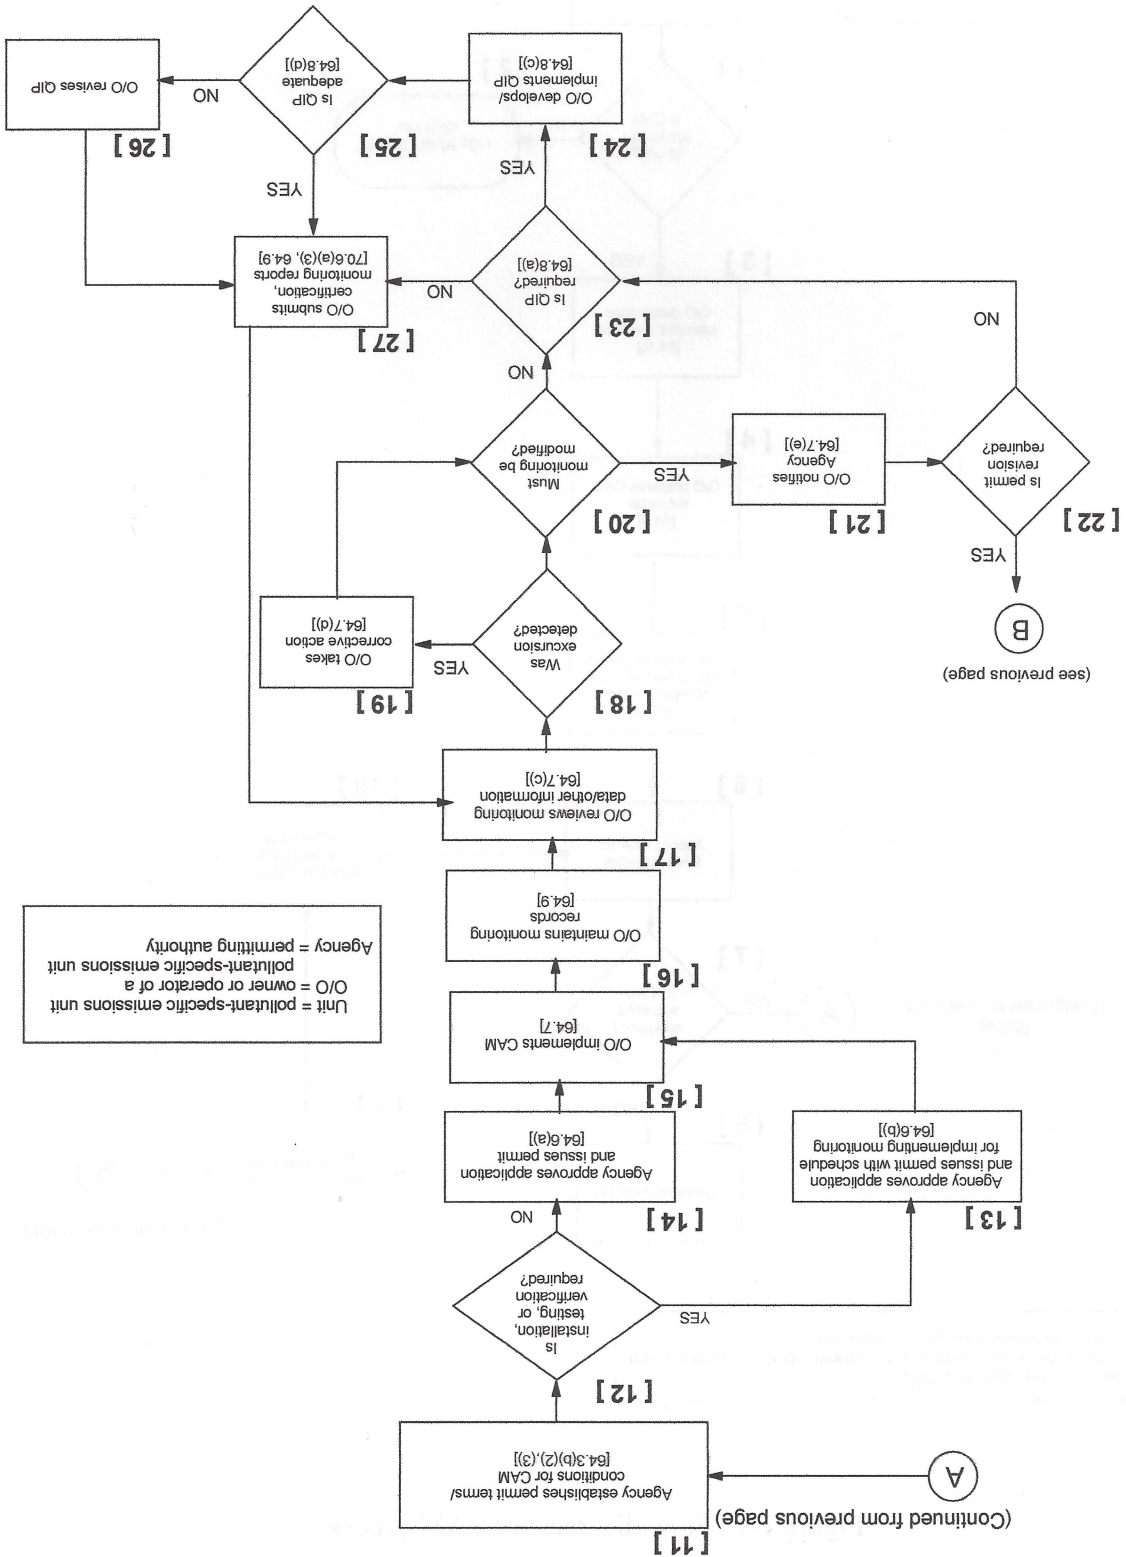 (Continued from previous page)
A
[ 11 ]
Agency establishes permit terms/
conditions for CAM
[64.3(b)(2),(3)]
[ 12 ]
Is
installation,
testing, or
verification
required?
YES
NO
[ 13 ]
Agency approves application
and issues permit with schedule
for implementing monitoring
[64.6(b)]
[ 14 ]
Agency approves application
and issues permit
[64.6(a)]
[ 15 ]
O/O implements CAM
[64.7]
Unit = pollutant-specific emissions unit
O/O = owner or operator of a
pollutant-specific emissions unit
Agency = permitting authority
[ 16 ]
O/O maintains monitoring
records
[64.9]
[ 17 ]
O/O reviews monitoring
data/other information
[64.7(c)]
[ 18 ]
Was
excursion
detected?
YES
[ 19 ]
O/O takes
corrective action
[64.7(d)]
(see previous page)
B
YES
[ 22 ]
Is permit
revision
required?
NO
[ 21 ]
O/O notifies
Agency
[64.7(e)]
YES
[ 20 ]
Must
monitoring be
modified?
NO
[ 23 ]
Is QIP
required?
[64.8(a)]
NO
YES
[ 27 ]
O/O submits
certification,
monitoring reports
[70.6(a)(3), 64.9]
YES
[ 24 ]
O/O develops/
implements QIP
[64.8(c)]
[ 25 ]
Is QIP
adequate
[64.8(d)]
NO
[ 26 ]
O/O revises QIP